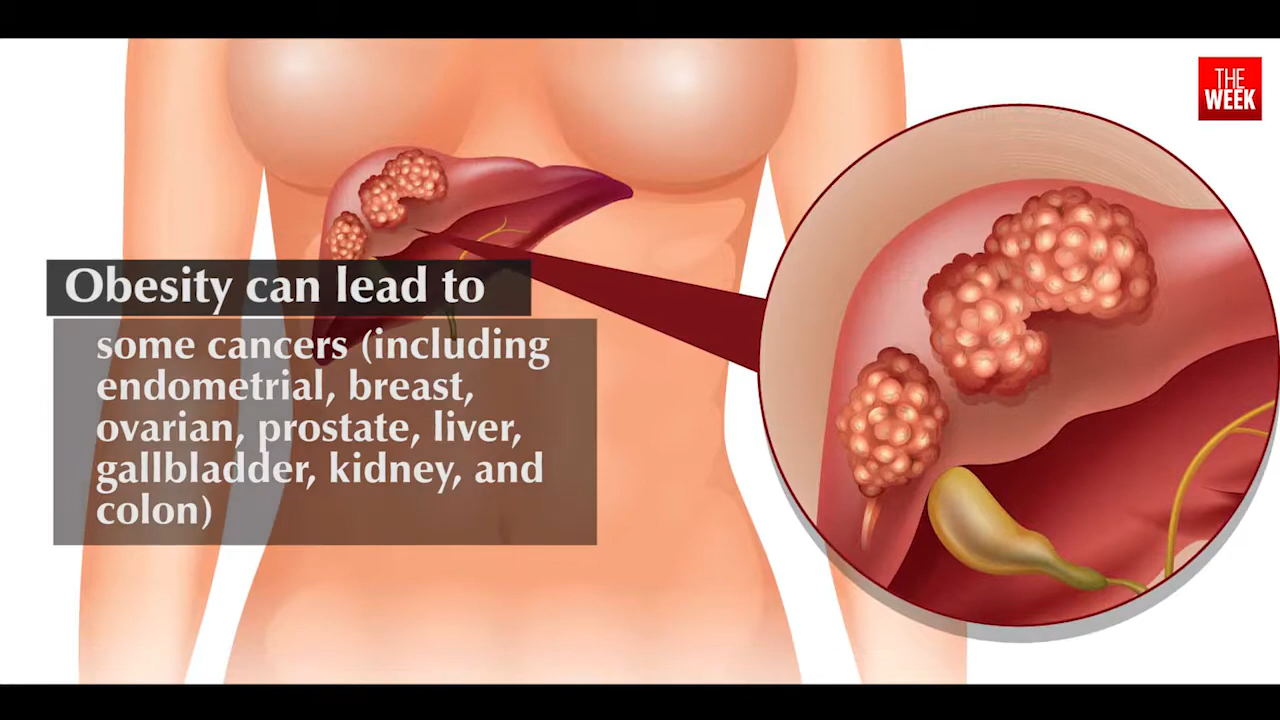 THE
WEEK
Obesity can lead to
some cancers (including
endometrial, breast,
ovarian, prostate, liver,
gallbladder, kidney, and
colon)